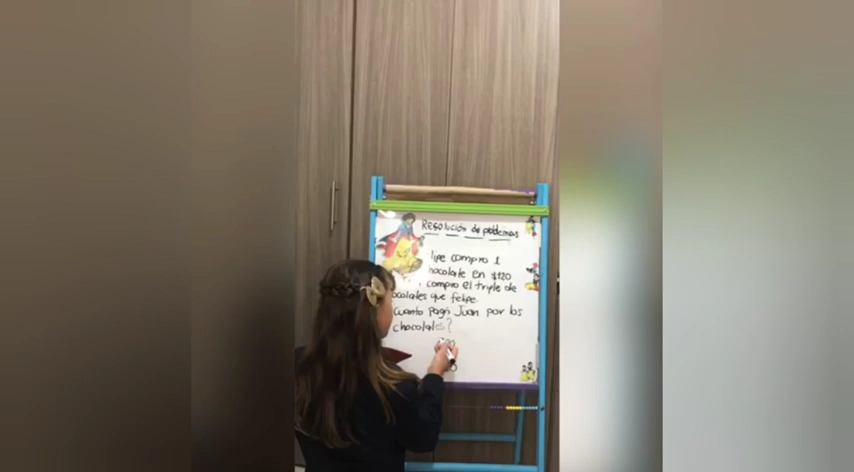 Resolución de problemas
lipe compro 1
hocolate en $120
compro el triple de
ocolates que felipe.
Cuanto pagó Juan por los
chocolates?